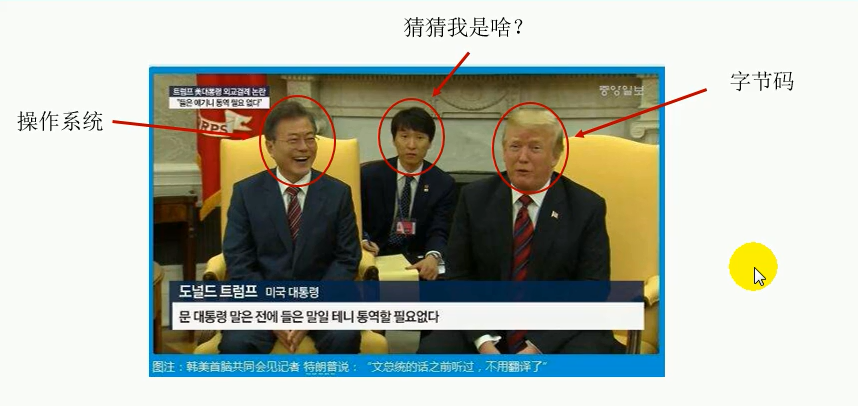 猜猜我是啥？
字节码
操作系统
트럼프 美대통령 외교결례 논란
"들은 얘기니 통역 필요 없다"
중앙일보
RPS
도널드 트럼프 미국 대통령
문 대통령 말은 전에 들은 말일 테니 통역할 필요없다
图注：韩美首脑共同会见记者 特朗普说：“文总统的话之前听过，不用翻译了”